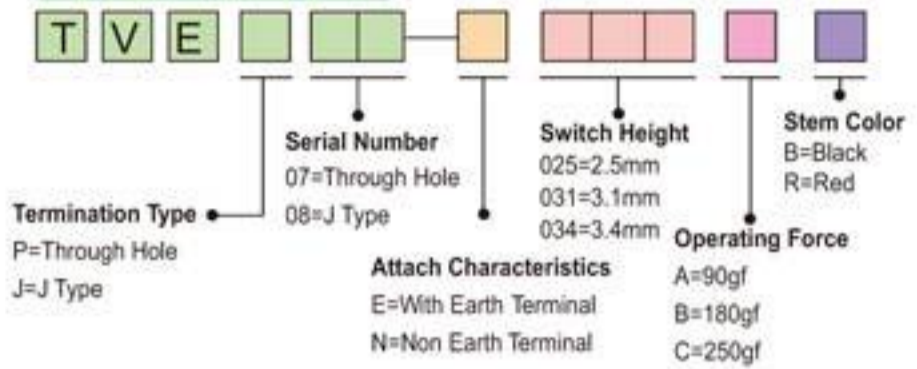 T V E
Serial Number
07=Through Hole
08=J Type
Termination Type
P=Through Hole
J=J Type
Attach Characteristics
E=With Earth Terminal
N=Non Earth Terminal
Switch Height
025=2.5mm
031=3.1mm
034=3.4mm
Operating Force
A=90gf
B=180gf
C=250gf
Stem Color
B=Black
R=Red